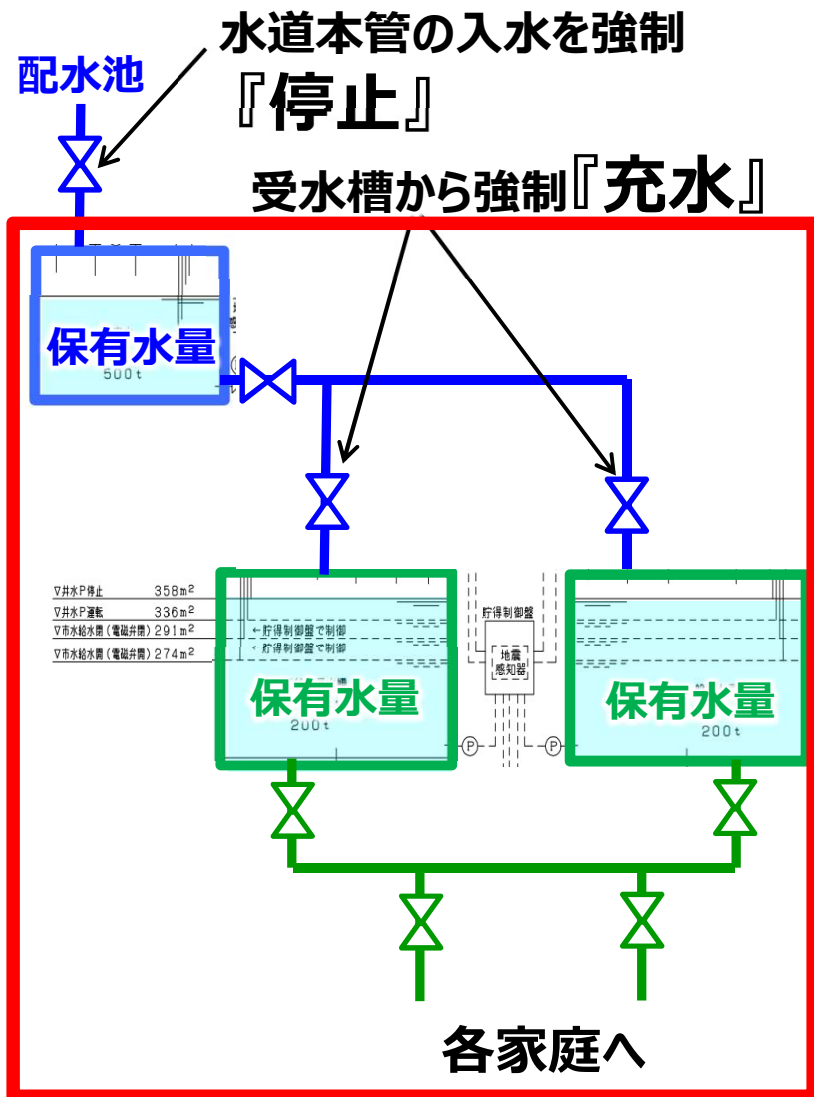 水道本管の入水を強制
『停止』
配水池
受水槽から強制『充水』
保有水量
500t
▽井水P停止 358m²
▽井水P運転 336m²
▽市水給水閉（電磁弁閉）291m²
▽市水給水開（電磁弁開）274m²
←貯得制御盤で制御
貯得制御盤で制御
貯得制御盤
地震
感知器
保有水量
200t
P
P
保有水量
200t
各家庭へ